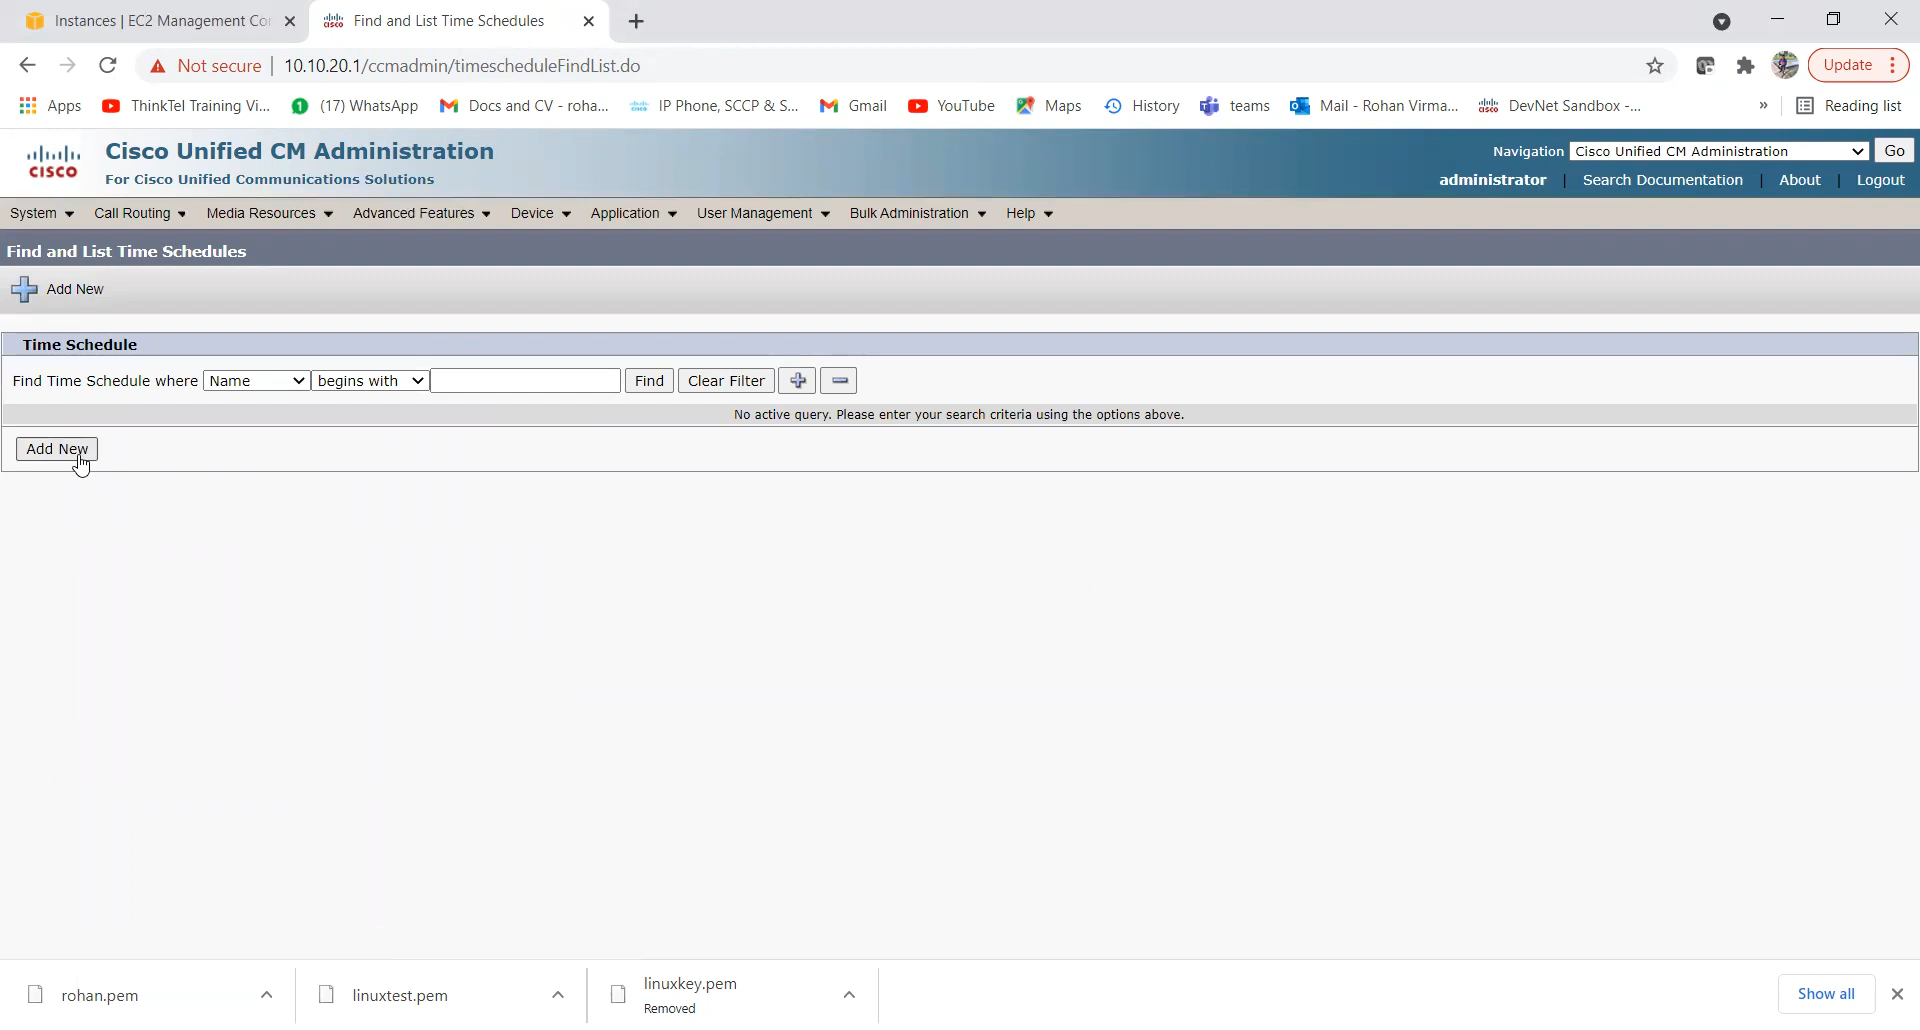 Instances | EC2 Management Co
Find and List Time Schedules
Not secure
10.10.20.1/ccmadmin/timescheduleFindList.do
Update
Apps
ThinkTel Training Vi...
(17) WhatsApp
Docs and CV - roha...
IP Phone, SCCP & S...
Gmail
YouTube
Maps
History
teams
Mail - Rohan Virma...
DevNet Sandbox -...
»
Reading list
CISCO
Cisco Unified CM Administration
For Cisco Unified Communications Solutions
Navigation
Cisco Unified CM Administration
Go
administrator | Search Documentation | About | Logout
System
Call Routing
Media Resources
Advanced Features
Device
Application
User Management
Bulk Administration
Help
Find and List Time Schedules
Add New
Time Schedule
Find Time Schedule where
Name
begins with
Find
Clear Filter
No active query. Please enter your search criteria using the options above.
Add New
rohan.pem
linuxtest.pem
linuxkey.pem
Removed
Show all